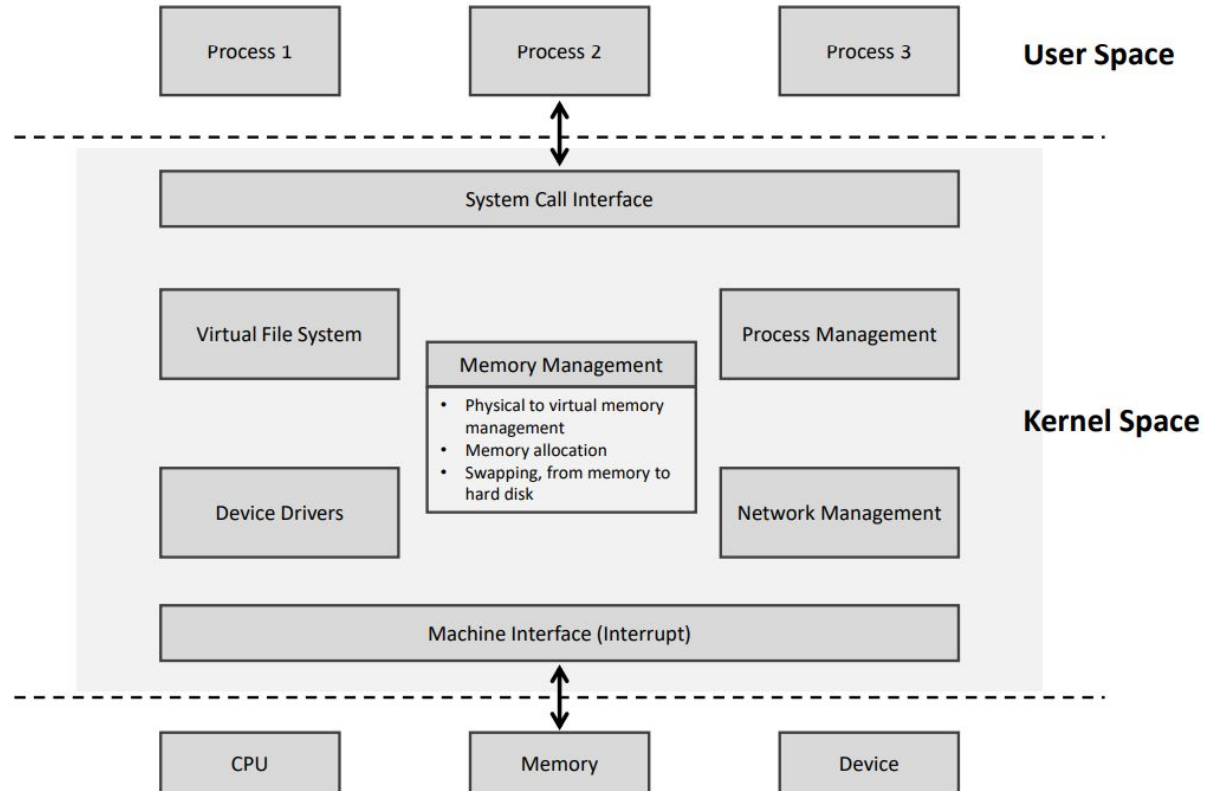 Process 1
Process 2
Process 3
User Space
System Call Interface
Virtual File System
Process Management
Memory Management
• Physical to virtual memory
management
• Memory allocation
• Swapping, from memory to
hard disk
Kernel Space
Device Drivers
Network Management
Machine Interface (Interrupt)
CPU
Memory
Device